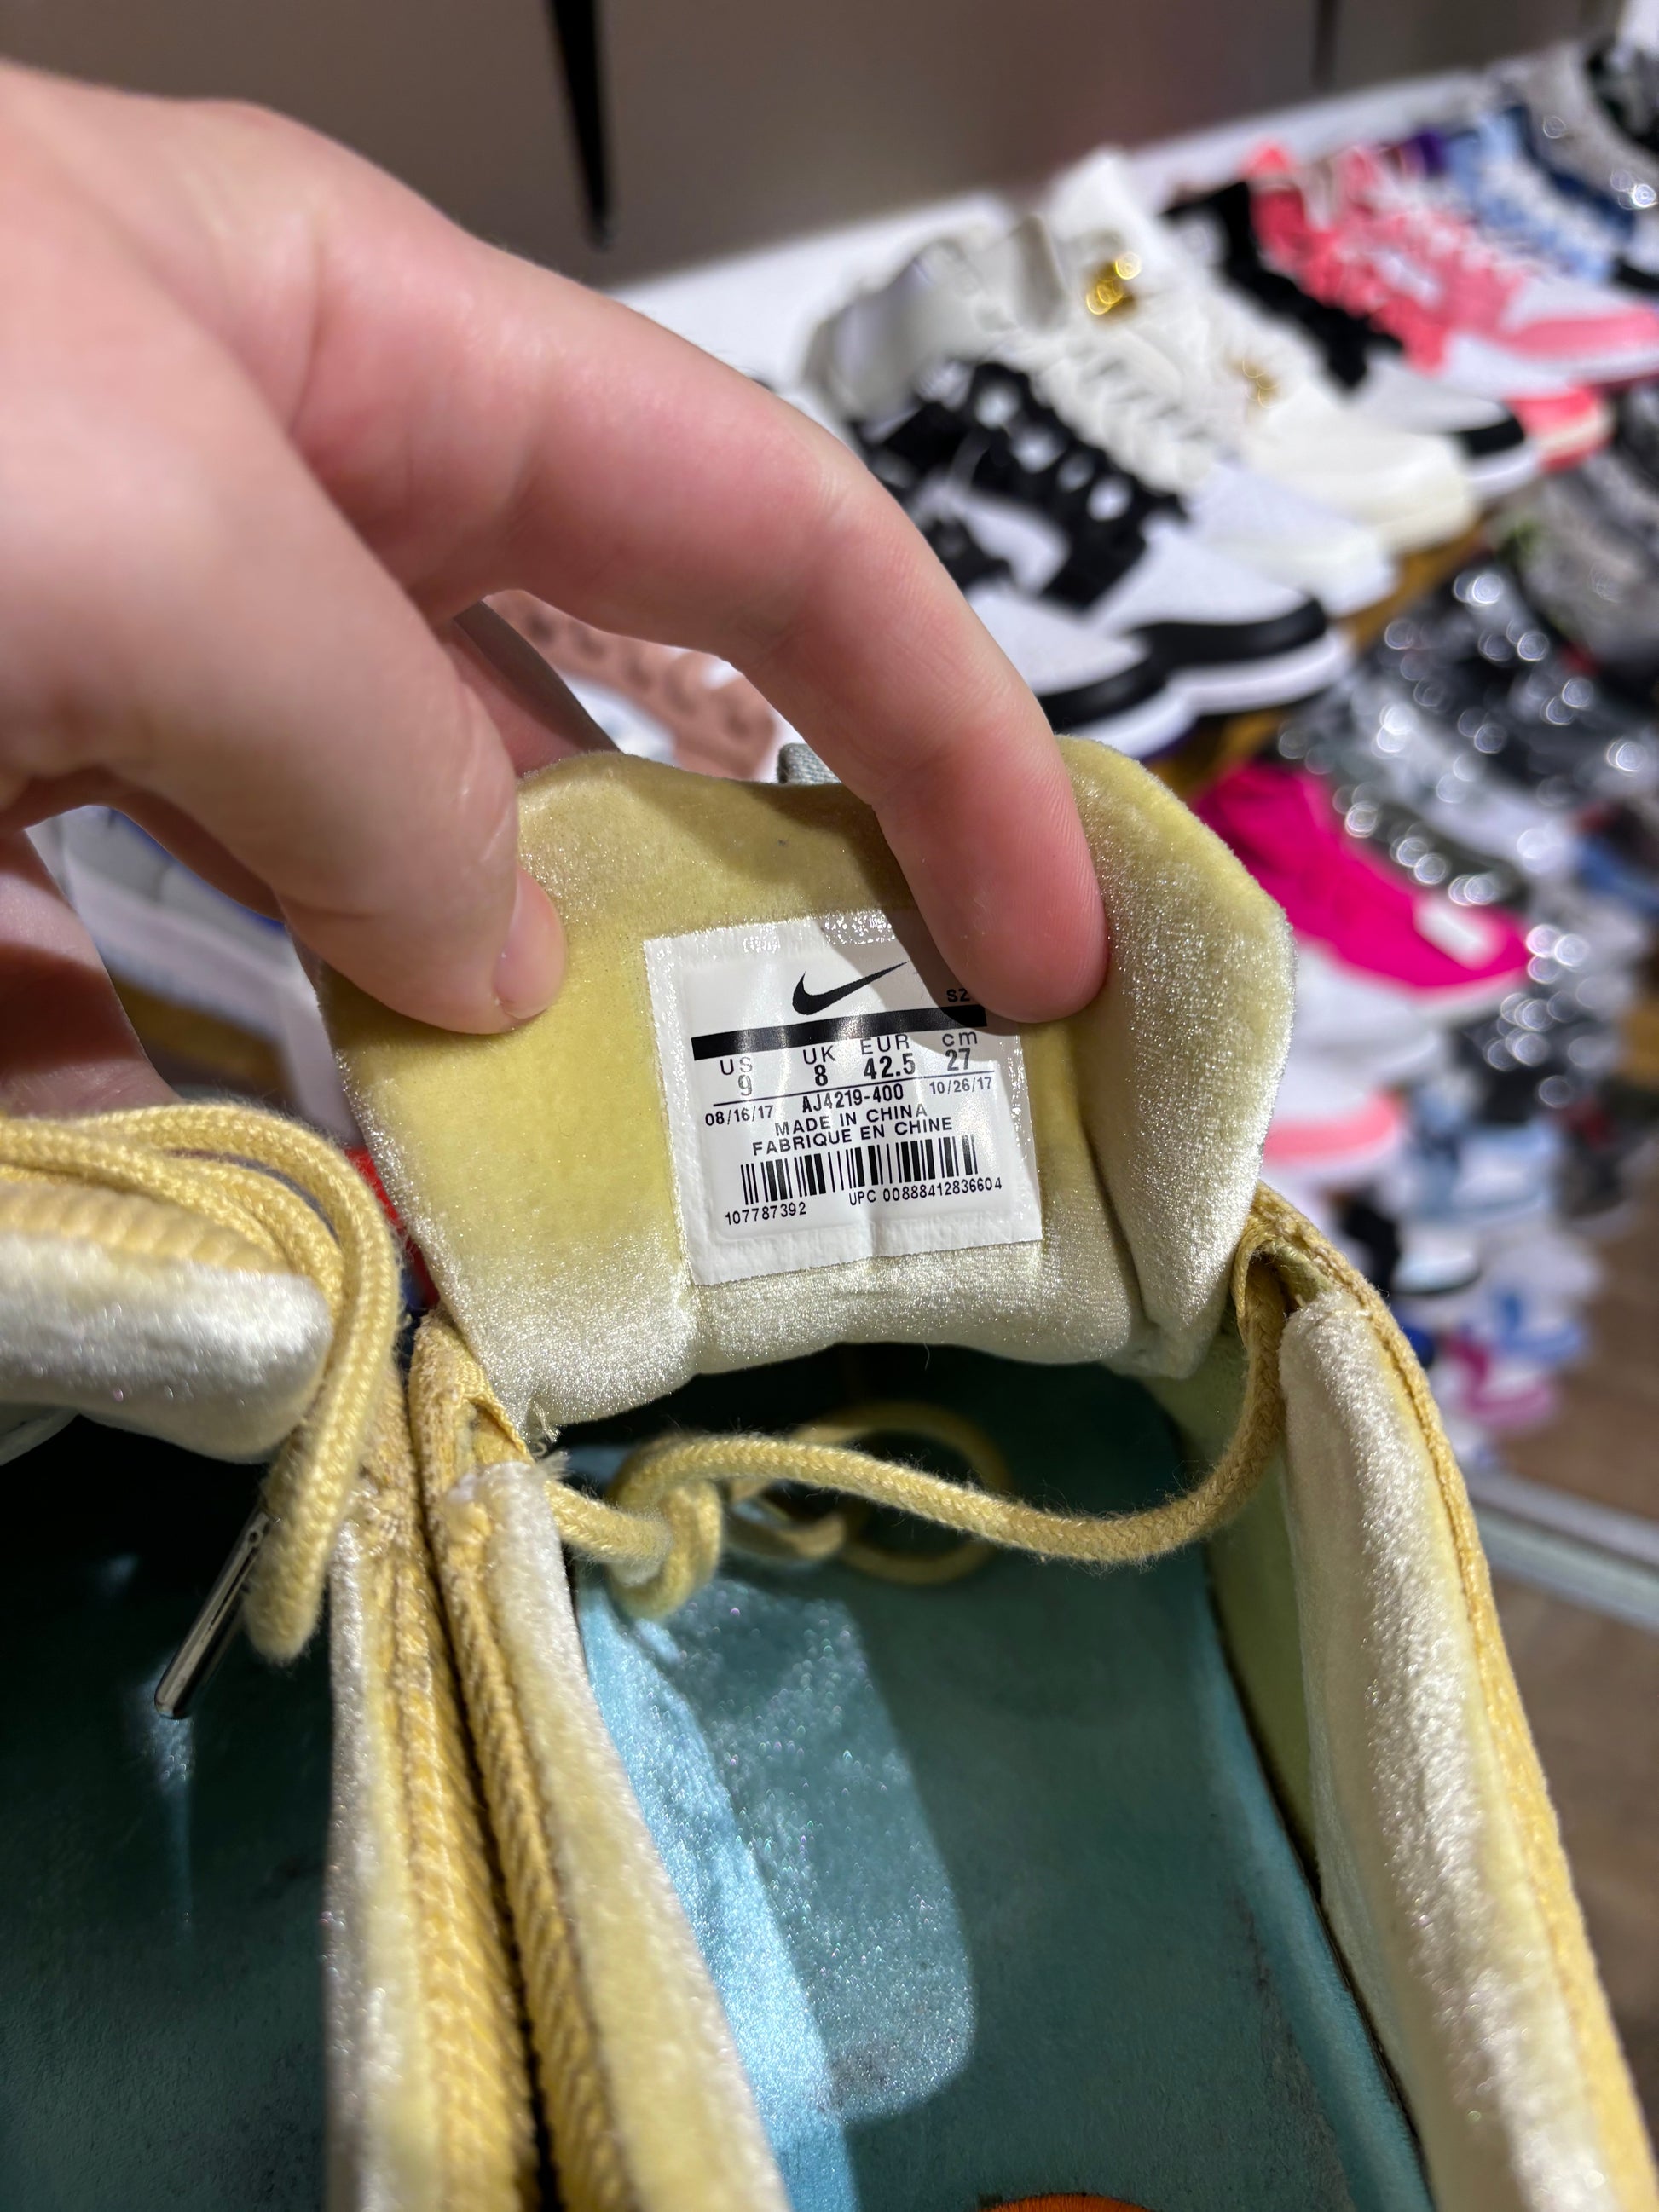 SZ
US UK EUR cm
9 8 42.5 27
08/16/17 AJ4219-400 10/26/17
MADE IN CHINA
FABRIQUE EN CHINE
107787392 UPC 00888412836604